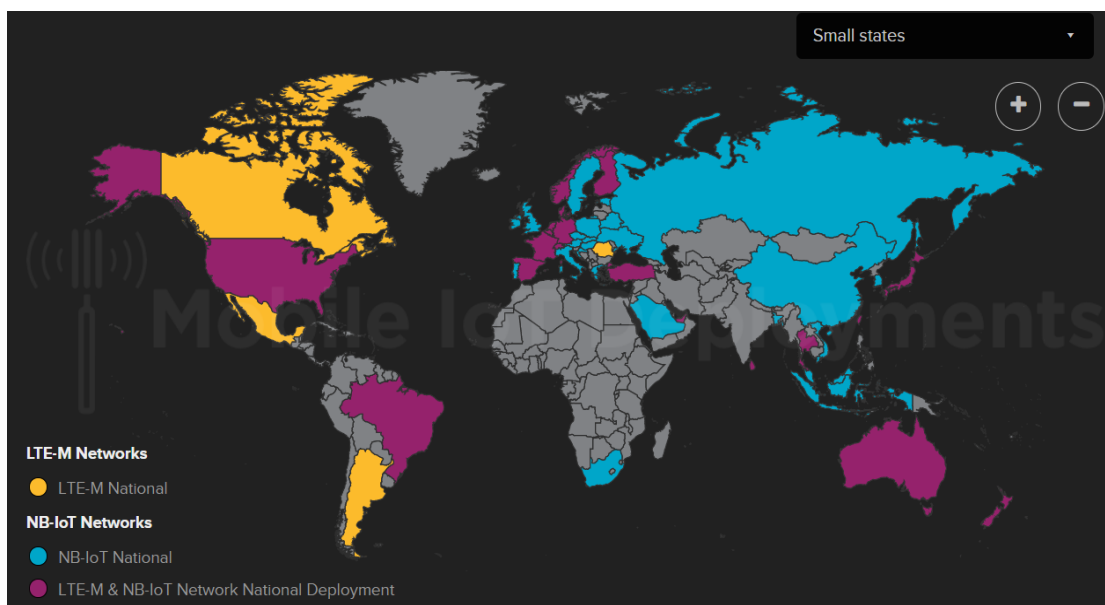 Small states
+
−
Mobile IoT Deployments
LTE-M Networks
LTE-M National
NB-IoT Networks
NB-IoT National
LTE-M & NB-IoT Network National Deployment